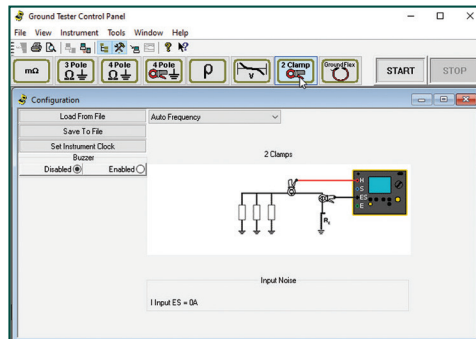 Ground Tester Control Panel
File View Instrument Tools Window Help
mΩ
3 Pole
Ω
4 Pole
Ω
4 Pole
ρ
V
2 Clamp
GroundFlex
START
STOP
Configuration
Load From File
Auto Frequency
Save To File
Set Instrument Clock
Buzzer
Disabled Enabled
2 Clamps
H
S
ES
E
Input Noise
I Input ES = 0A